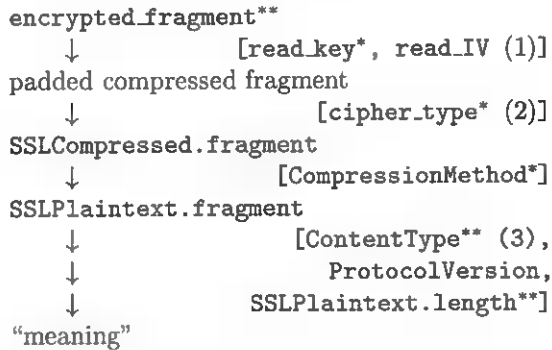 encrypted_fragment**
↓ [read_key*, read_IV (1)]
padded compressed fragment
↓ [cipher_type* (2)]
SSLCompressed.fragment
↓ [CompressionMethod*]
SSLPlaintext.fragment
↓ [ContentType** (3),
↓ ProtocolVersion,
↓ SSLPlaintext.length**]
“meaning”